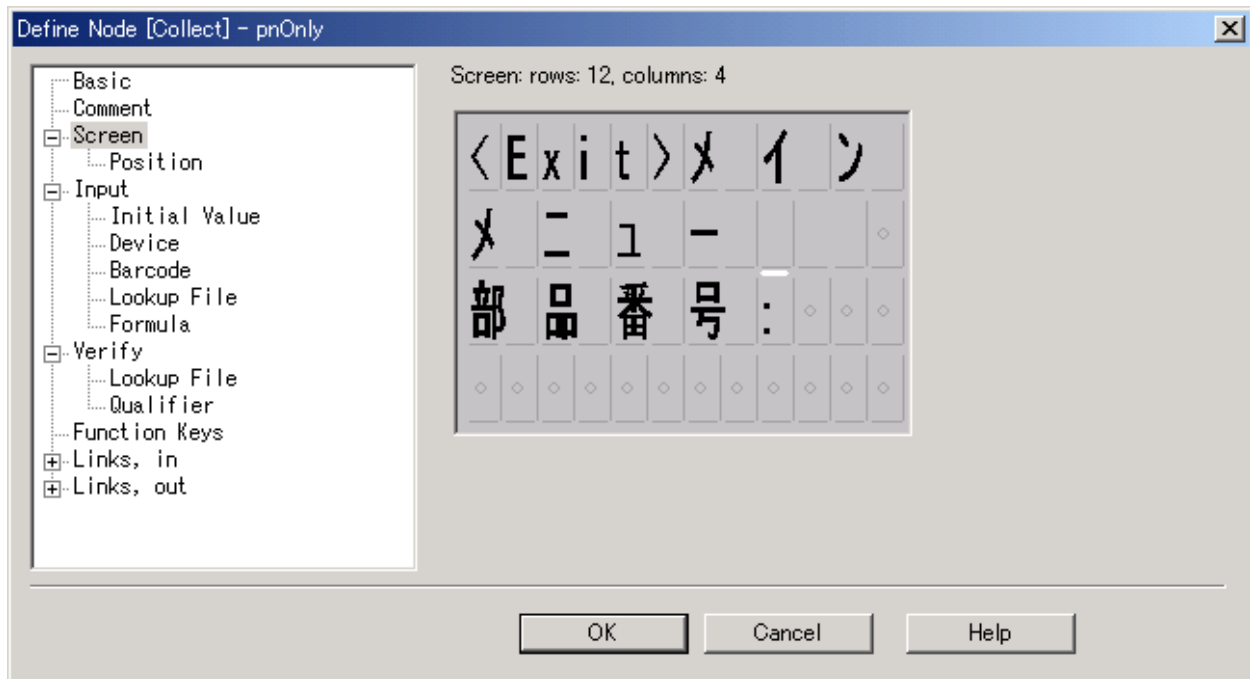 Define Node [Collect] - pnOnly
Basic
Comment
Screen
Position
Input
Initial Value
Device
Barcode
Lookup File
Formula
Verify
Lookup File
Qualifier
Function Keys
Links, in
Links, out
Screen: rows: 12, columns: 4
<Exit>メイン
メニュー
部品番号:
OK
Cancel
Help